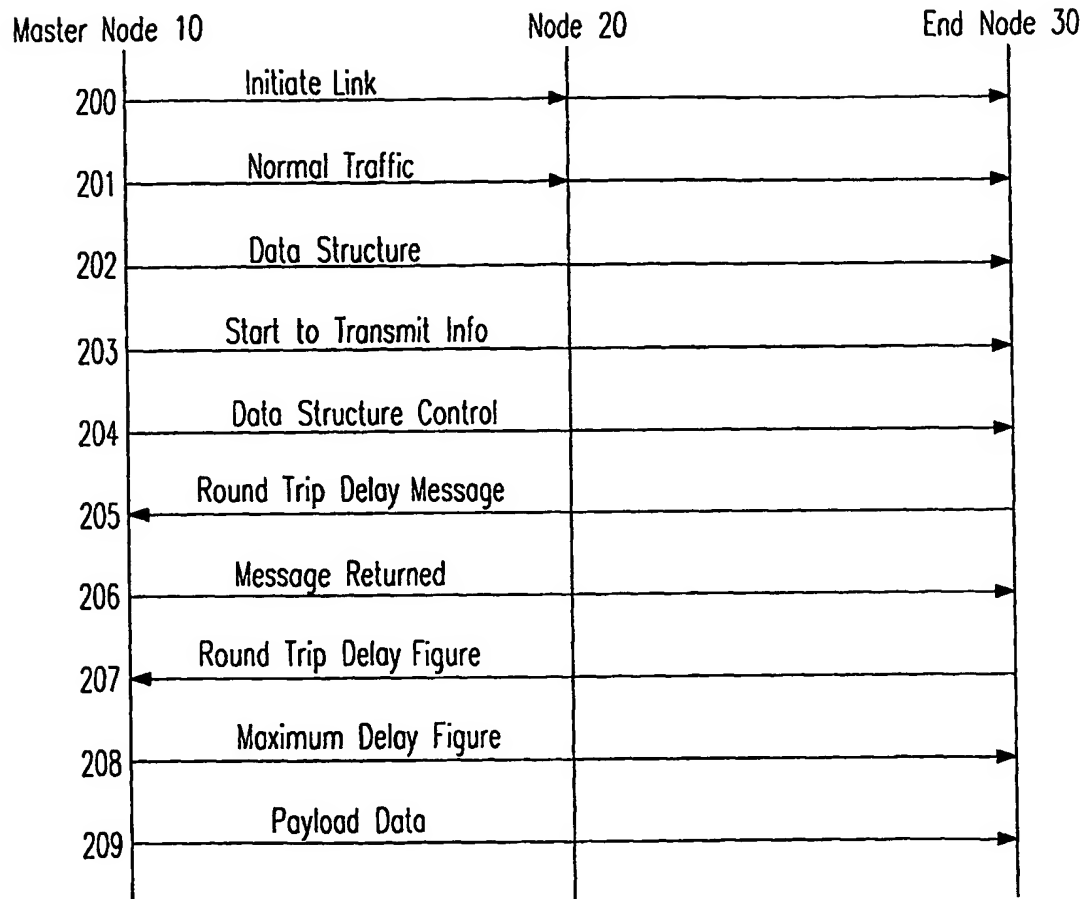 Master Node 10 Node 20 End Node 30
Initiate Link
200
Normal Traffic
201
Data Structure
202
Start to Transmit Info
203
Data Structure Control
204
Round Trip Delay Message
205
Message Returned
206
Round Trip Delay Figure
207
Maximum Delay Figure
208
Payload Data
209